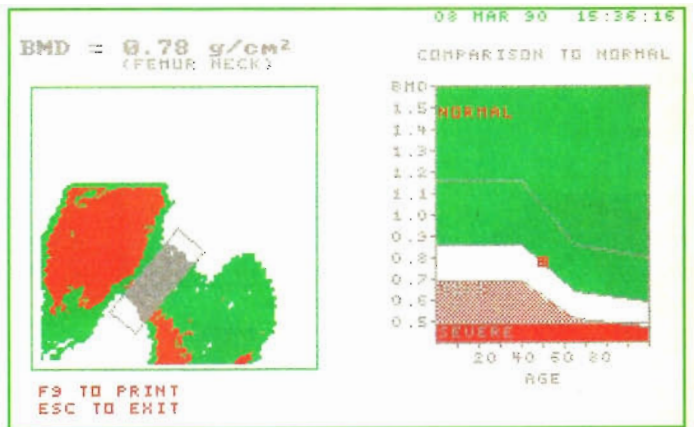 08 MAR 90 15:36:16
BMD = 0.78 g/cm²
(FEMUR NECK)
COMPARISON TO NORMAL
BMD
1.5
NORMAL
1.4
1.3
1.2
1.1
1.0
0.9
0.8
0.7
0.6
0.5
SEVERE
20 40 60 80
AGE
F9 TO PRINT
ESC TO EXIT